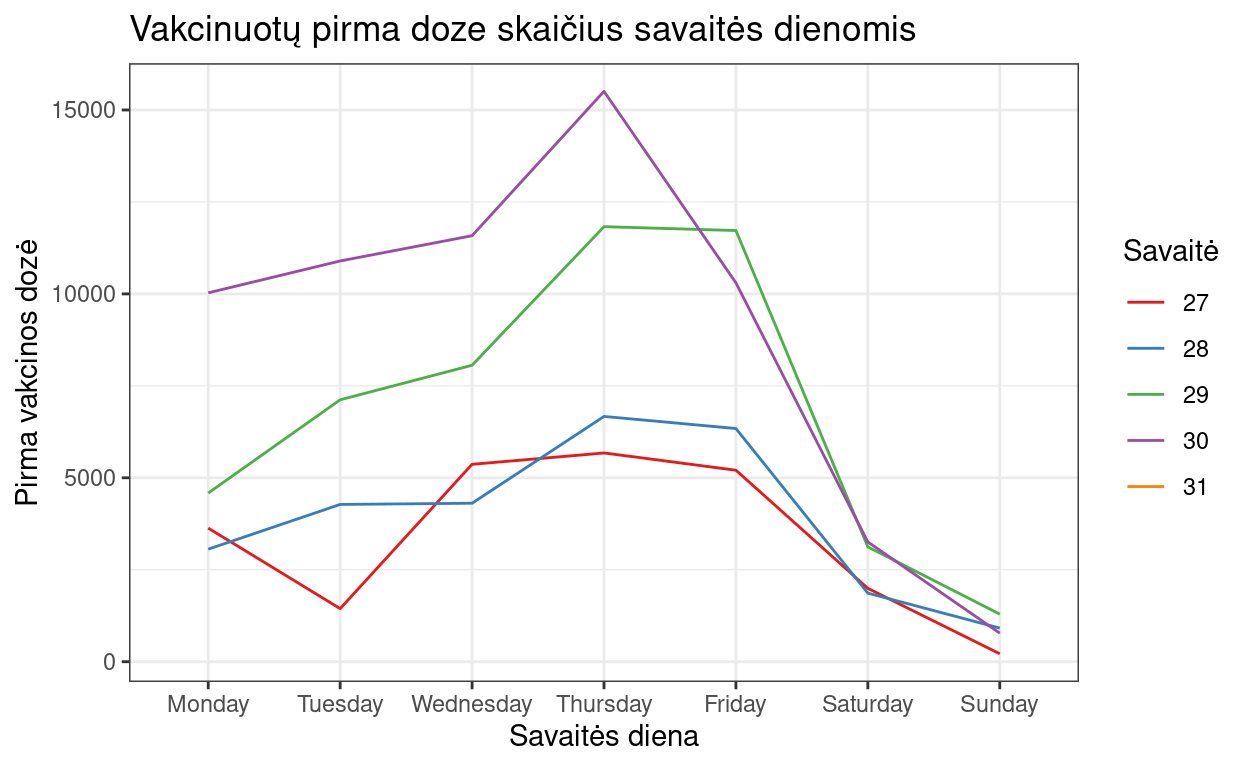 Vakcinuotų pirma doze skaičius savaitės dienomis
Pirma vakcinos dozė
15000
10000
5000
0
Monday Tuesday Wednesday Thursday Friday Saturday Sunday
Savaitės diena
Savaitė
27
28
29
30
31